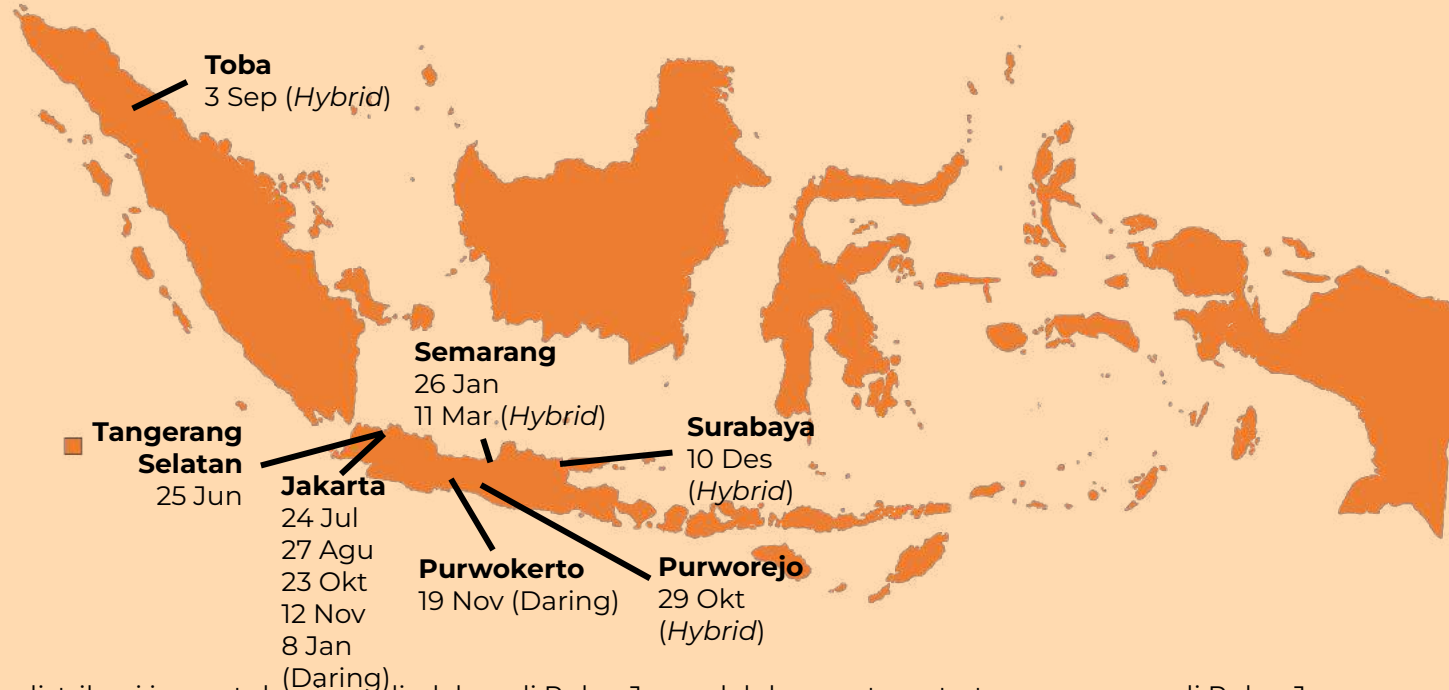 Toba
3 Sep (Hybrid)
Semarang
26 Jan
11 Mar (Hybrid)
Tangerang
Selatan
25 Jun
Jakarta
24 Jul
27 Agu
23 Okt
12 Nov
8 Jan
(Daring)
Surabaya
10 Des
(Hybrid)
Purwokerto
19 Nov (Daring)
Purworejo
29 Okt
(Hybrid)